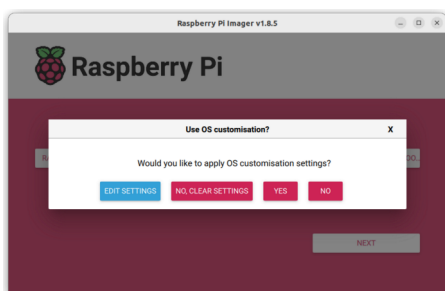 Raspberry Pi Imager v1.8.5
Raspberry Pi
Use OS customisation?
X
Would you like to apply OS customisation settings?
EDIT SETTINGS
NO, CLEAR SETTINGS
YES
NO
NEXT